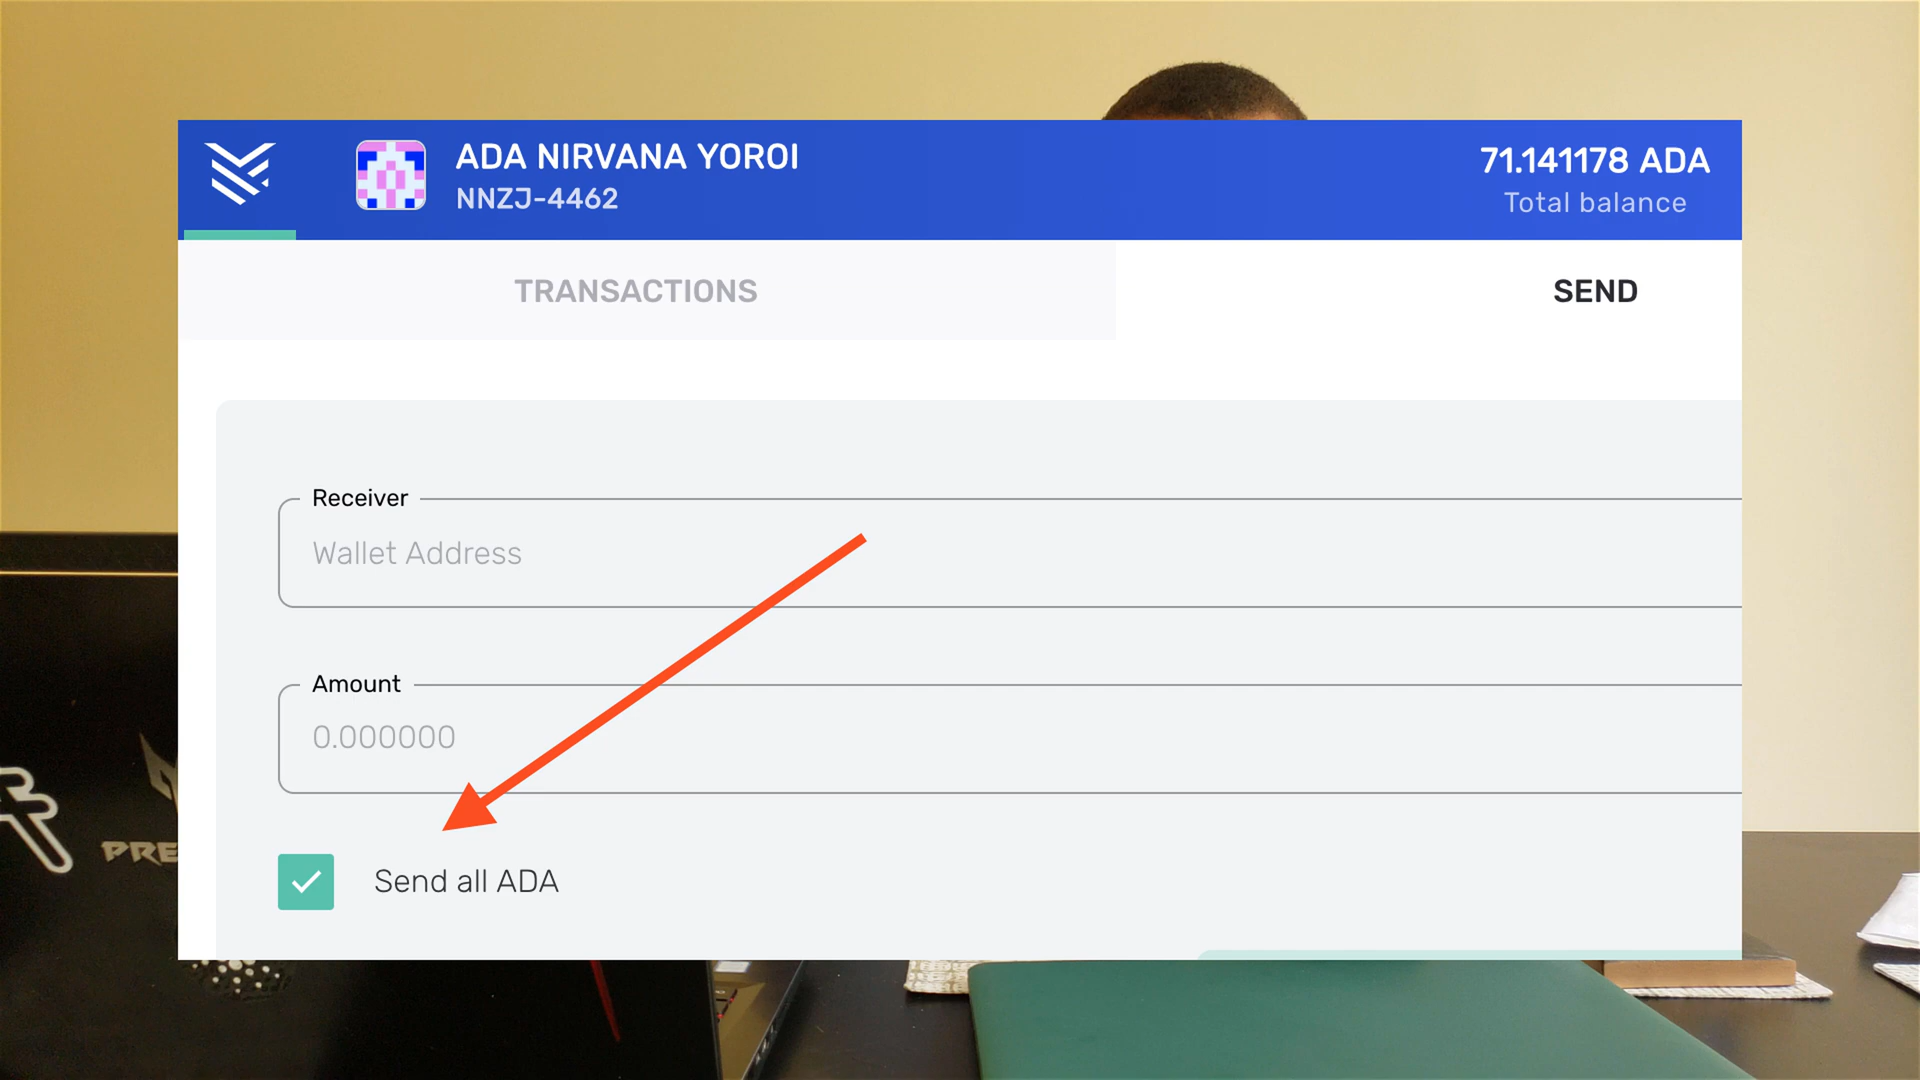 ADA NIRVANA YOROI
NNZJ-4462
71.141178 ADA
Total balance
TRANSACTIONS
SEND
Receiver
Wallet Address
Amount
0.000000
Send all ADA
PRE